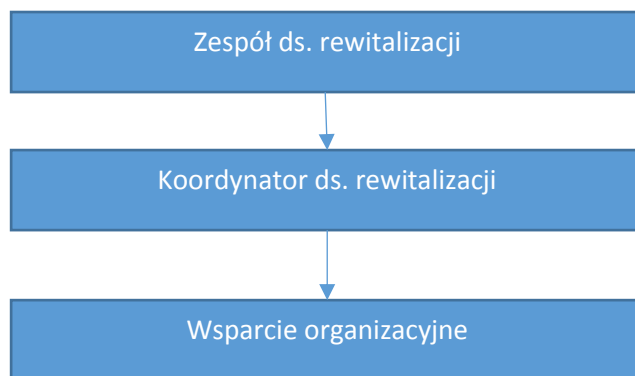 Zespół ds. rewitalizacji
Koordynator ds. rewitalizacji
Wsparcie organizacyjne